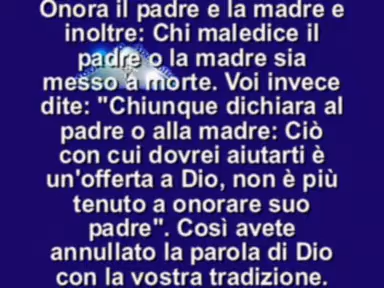 Onora il padre e la madre e
inoltre: Chi maledice il
padre o la madre sia
messo a morte. Voi invece
dite: "Chiunque dichiara al
padre o alla madre: Ciò
con cui dovrei aiutarti è
un'offerta a Dio, non è più
tenuto a onorare suo
padre". Così avete
annullato la parola di Dio
con la vostra tradizione.